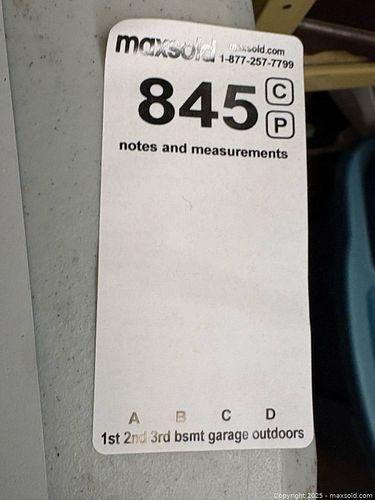 maxsold maxsold.com
1-877-257-7799
845 C
P
notes and measurements
A B C D
1st 2nd 3rd bsmt garage outdoors
Copyright 2025 - maxsold.com